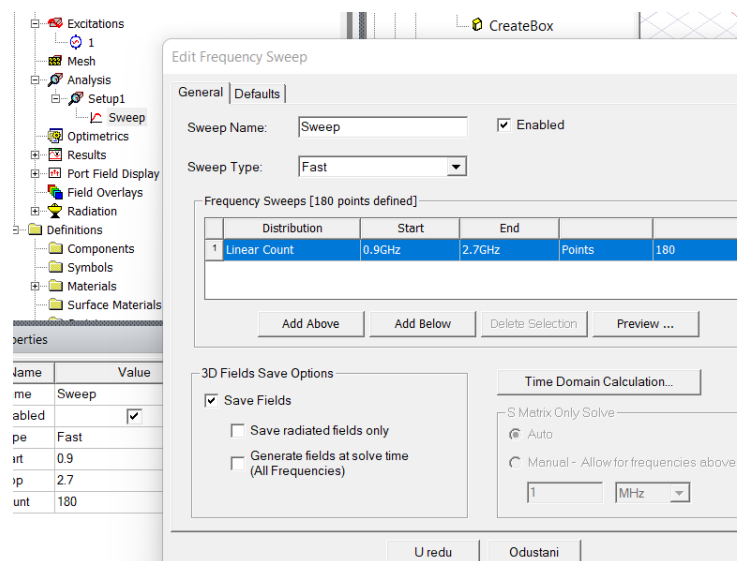 Excitations
1
Mesh
Analysis
Setup1
Sweep
Optimetrics
Results
Port Field Display
Field Overlays
Radiation
Definitions
Components
Symbols
Materials
Surface Materials
CreateBox
Edit Frequency Sweep
General Defaults
Sweep Name: Sweep Enabled
Sweep Type: Fast
Frequency Sweeps [180 points defined]
Distribution Start End
1 Linear Count 0.9GHz 2.7GHz Points 180
Add Above Add Below Delete Selection Preview ...
3D Fields Save Options
Save Fields
Save radiated fields only
Generate fields at solve time
(All Frequencies)
Time Domain Calculation...
S Matrix Only Solve
Auto
Manual - Allow for frequencies above
1 MHz
U redu Odustani
perties
Name Value
me Sweep
abled
pe Fast
art 0.9
op 2.7
unt 180